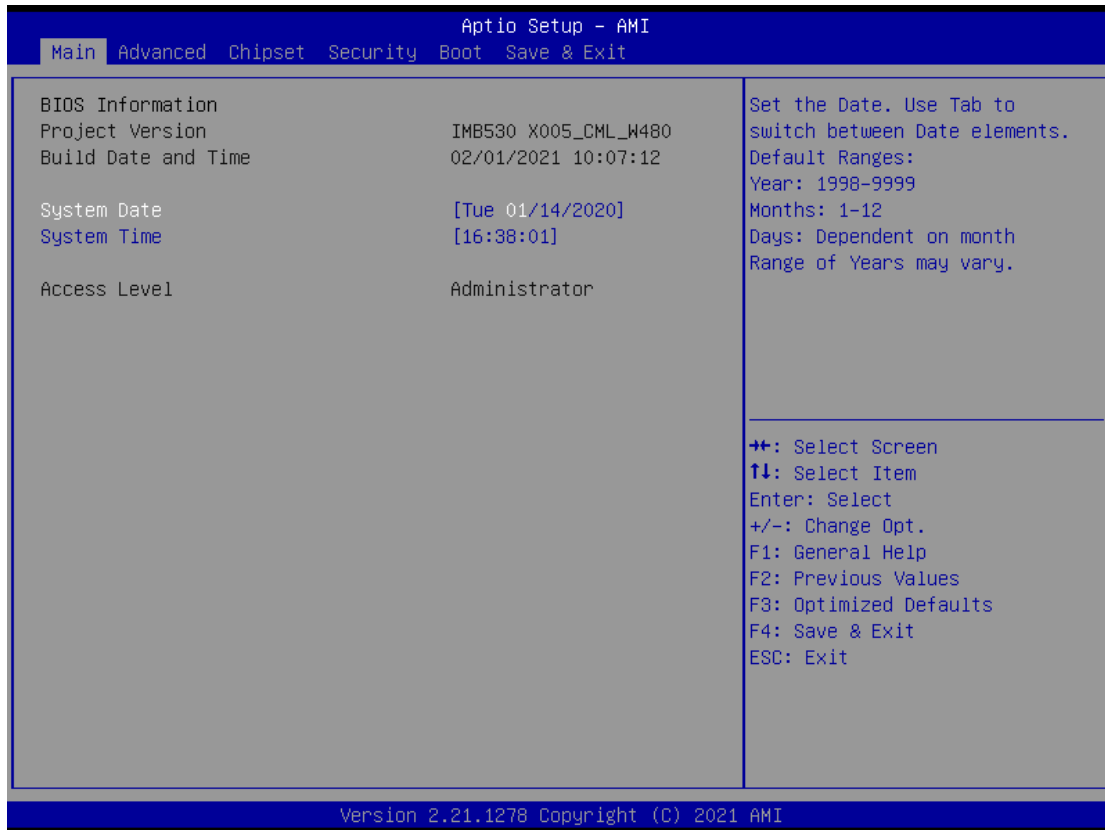 Aptio Setup – AMI
Main Advanced Chipset Security Boot Save & Exit
BIOS Information
Project Version IMB530 X005_CML_W480
Build Date and Time 02/01/2021 10:07:12
System Date [Tue 01/14/2020]
System Time [16:38:01]
Access Level Administrator
Set the Date. Use Tab to
switch between Date elements.
Default Ranges:
Year: 1998-9999
Months: 1-12
Days: Dependent on month
Range of Years may vary.
→←: Select Screen
↑↓: Select Item
Enter: Select
+/-: Change Opt.
F1: General Help
F2: Previous Values
F3: Optimized Defaults
F4: Save & Exit
ESC: Exit
Version 2.21.1278 Copyright (C) 2021 AMI